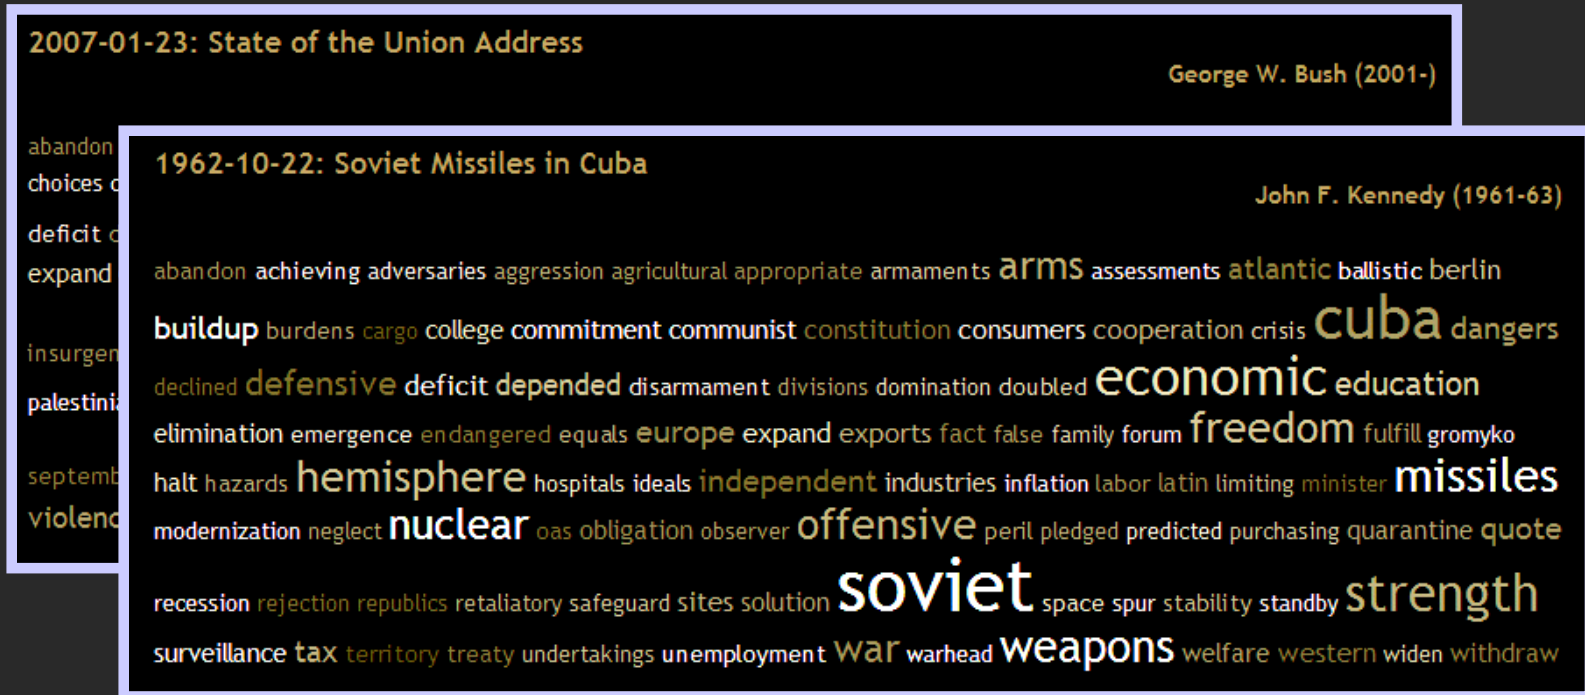 2007-01-23: State of the Union Address
George W. Bush (2001-)
abandon
choices
deficit
expand
1962-10-22: Soviet Missiles in Cuba
John F. Kennedy (1961-63)
abandon achieving adversaries aggression agricultural appropriate armaments arms assessments atlantic ballistic berlin
buildup burdens cargo college commitment communist constitution consumers cooperation crisis cuba dangers
declined defensive deficit depended disarmament divisions domination doubled economic education
elimination emergence endangered equals europe expand exports fact false family forum freedom fulfill gromyko
halt hazards hemisphere hospitals ideals independent industries inflation labor latin limiting minister missiles
modernization neglect nuclear oas obligation observer offensive peril pledged predicted purchasing quarantine quote
recession rejection republics retaliatory safeguard sites solution soviet space spur stability standby strength
surveillance tax territory treaty undertakings unemployment war warhead weapons welfare western widen withdraw